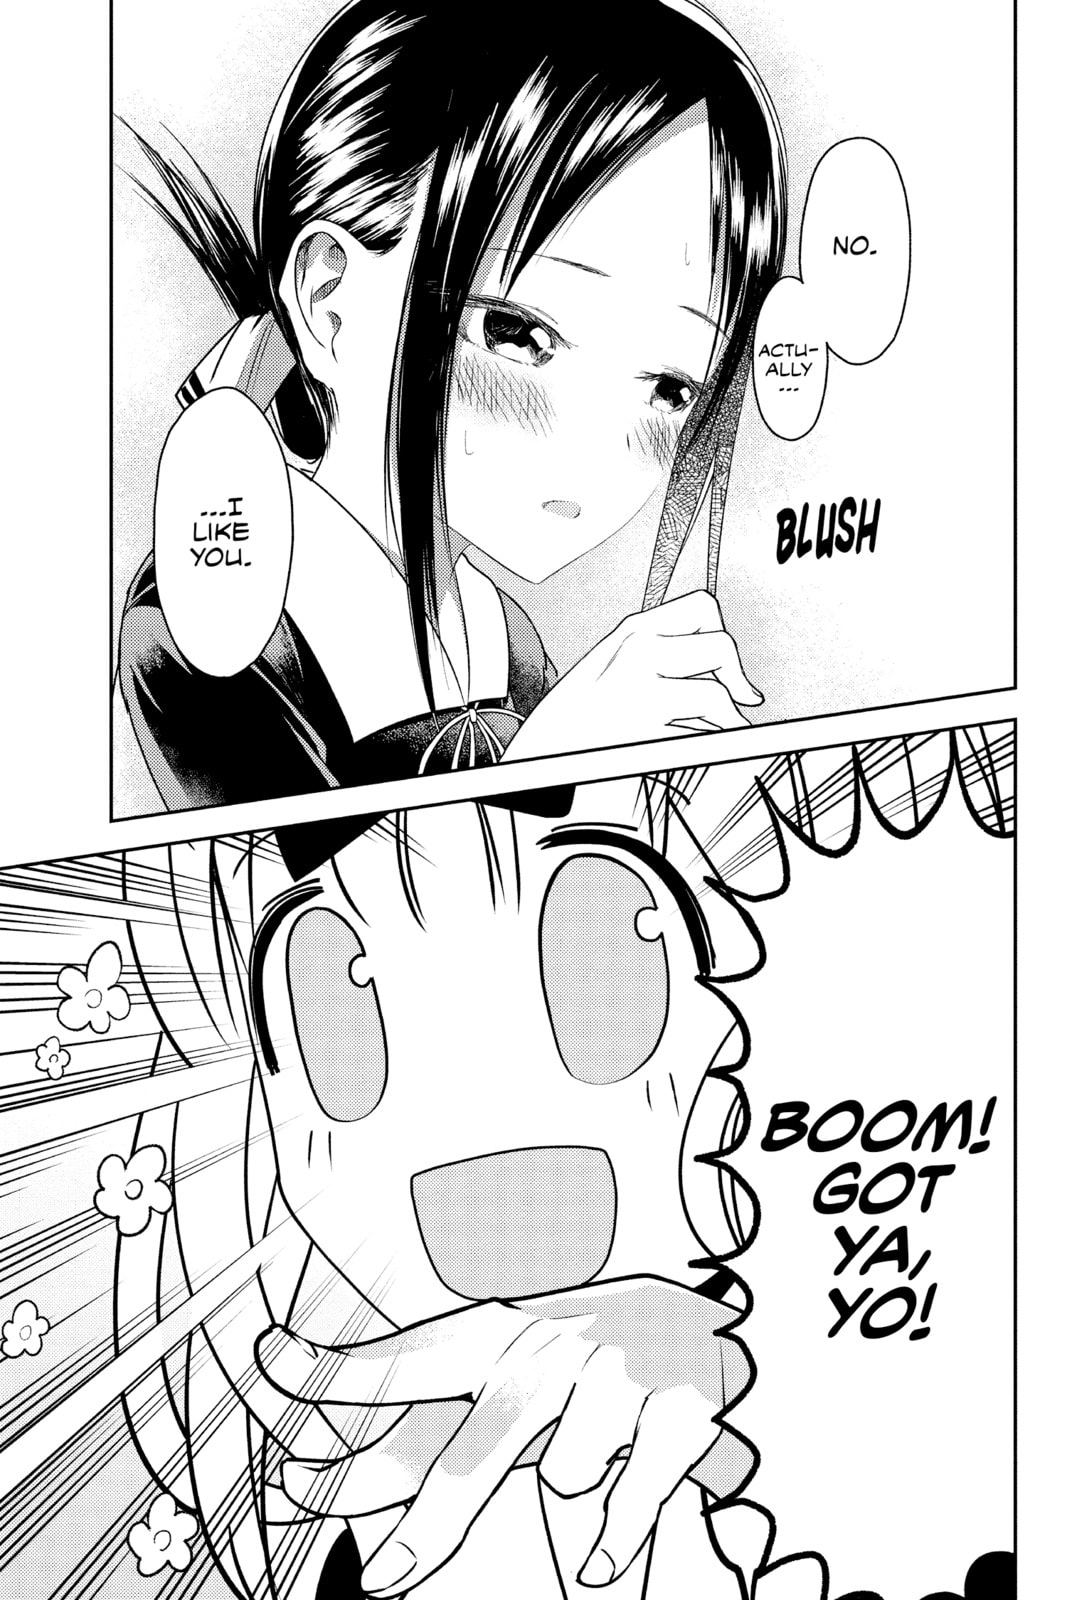 NO.
ACTU-
ALLY
...
BLUSH
...I
LIKE
YOU.
BOOM!
GOT
YA,
YO!